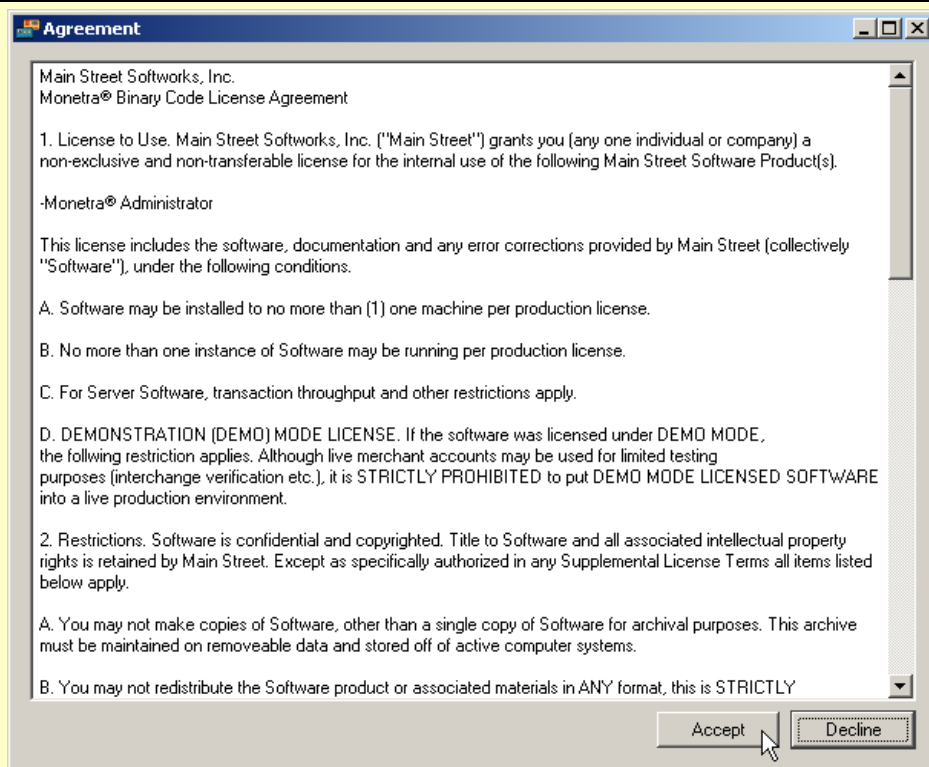 Agreement
Main Street Softworks, Inc.
Monetra® Binary Code License Agreement
1. License to Use. Main Street Softworks, Inc. ("Main Street") grants you (any one individual or company) a
non-exclusive and non-transferable license for the internal use of the following Main Street Software Product(s).
-Monetra® Administrator
This license includes the software, documentation and any error corrections provided by Main Street (collectively
"Software"), under the following conditions.
A. Software may be installed to no more than (1) one machine per production license.
B. No more than one instance of Software may be running per production license.
C. For Server Software, transaction throughput and other restrictions apply.
D. DEMONSTRATION (DEMO) MODE LICENSE. If the software was licensed under DEMO MODE,
the follwing restriction applies. Although live merchant accounts may be used for limited testing
purposes (interchange verification etc.), it is STRICTLY PROHIBITED to put DEMO MODE LICENSED SOFTWARE
into a live production environment.
2. Restrictions. Software is confidential and copyrighted. Title to Software and all associated intellectual property
rights is retained by Main Street. Except as specifically authorized in any Supplemental License Terms all items listed
below apply.
A. You may not make copies of Software, other than a single copy of Software for archival purposes. This archive
must be maintained on removeable data and stored off of active computer systems.
B. You may not redistribute the Software product or associated materials in ANY format, this is STRICTLY
Accept
Decline